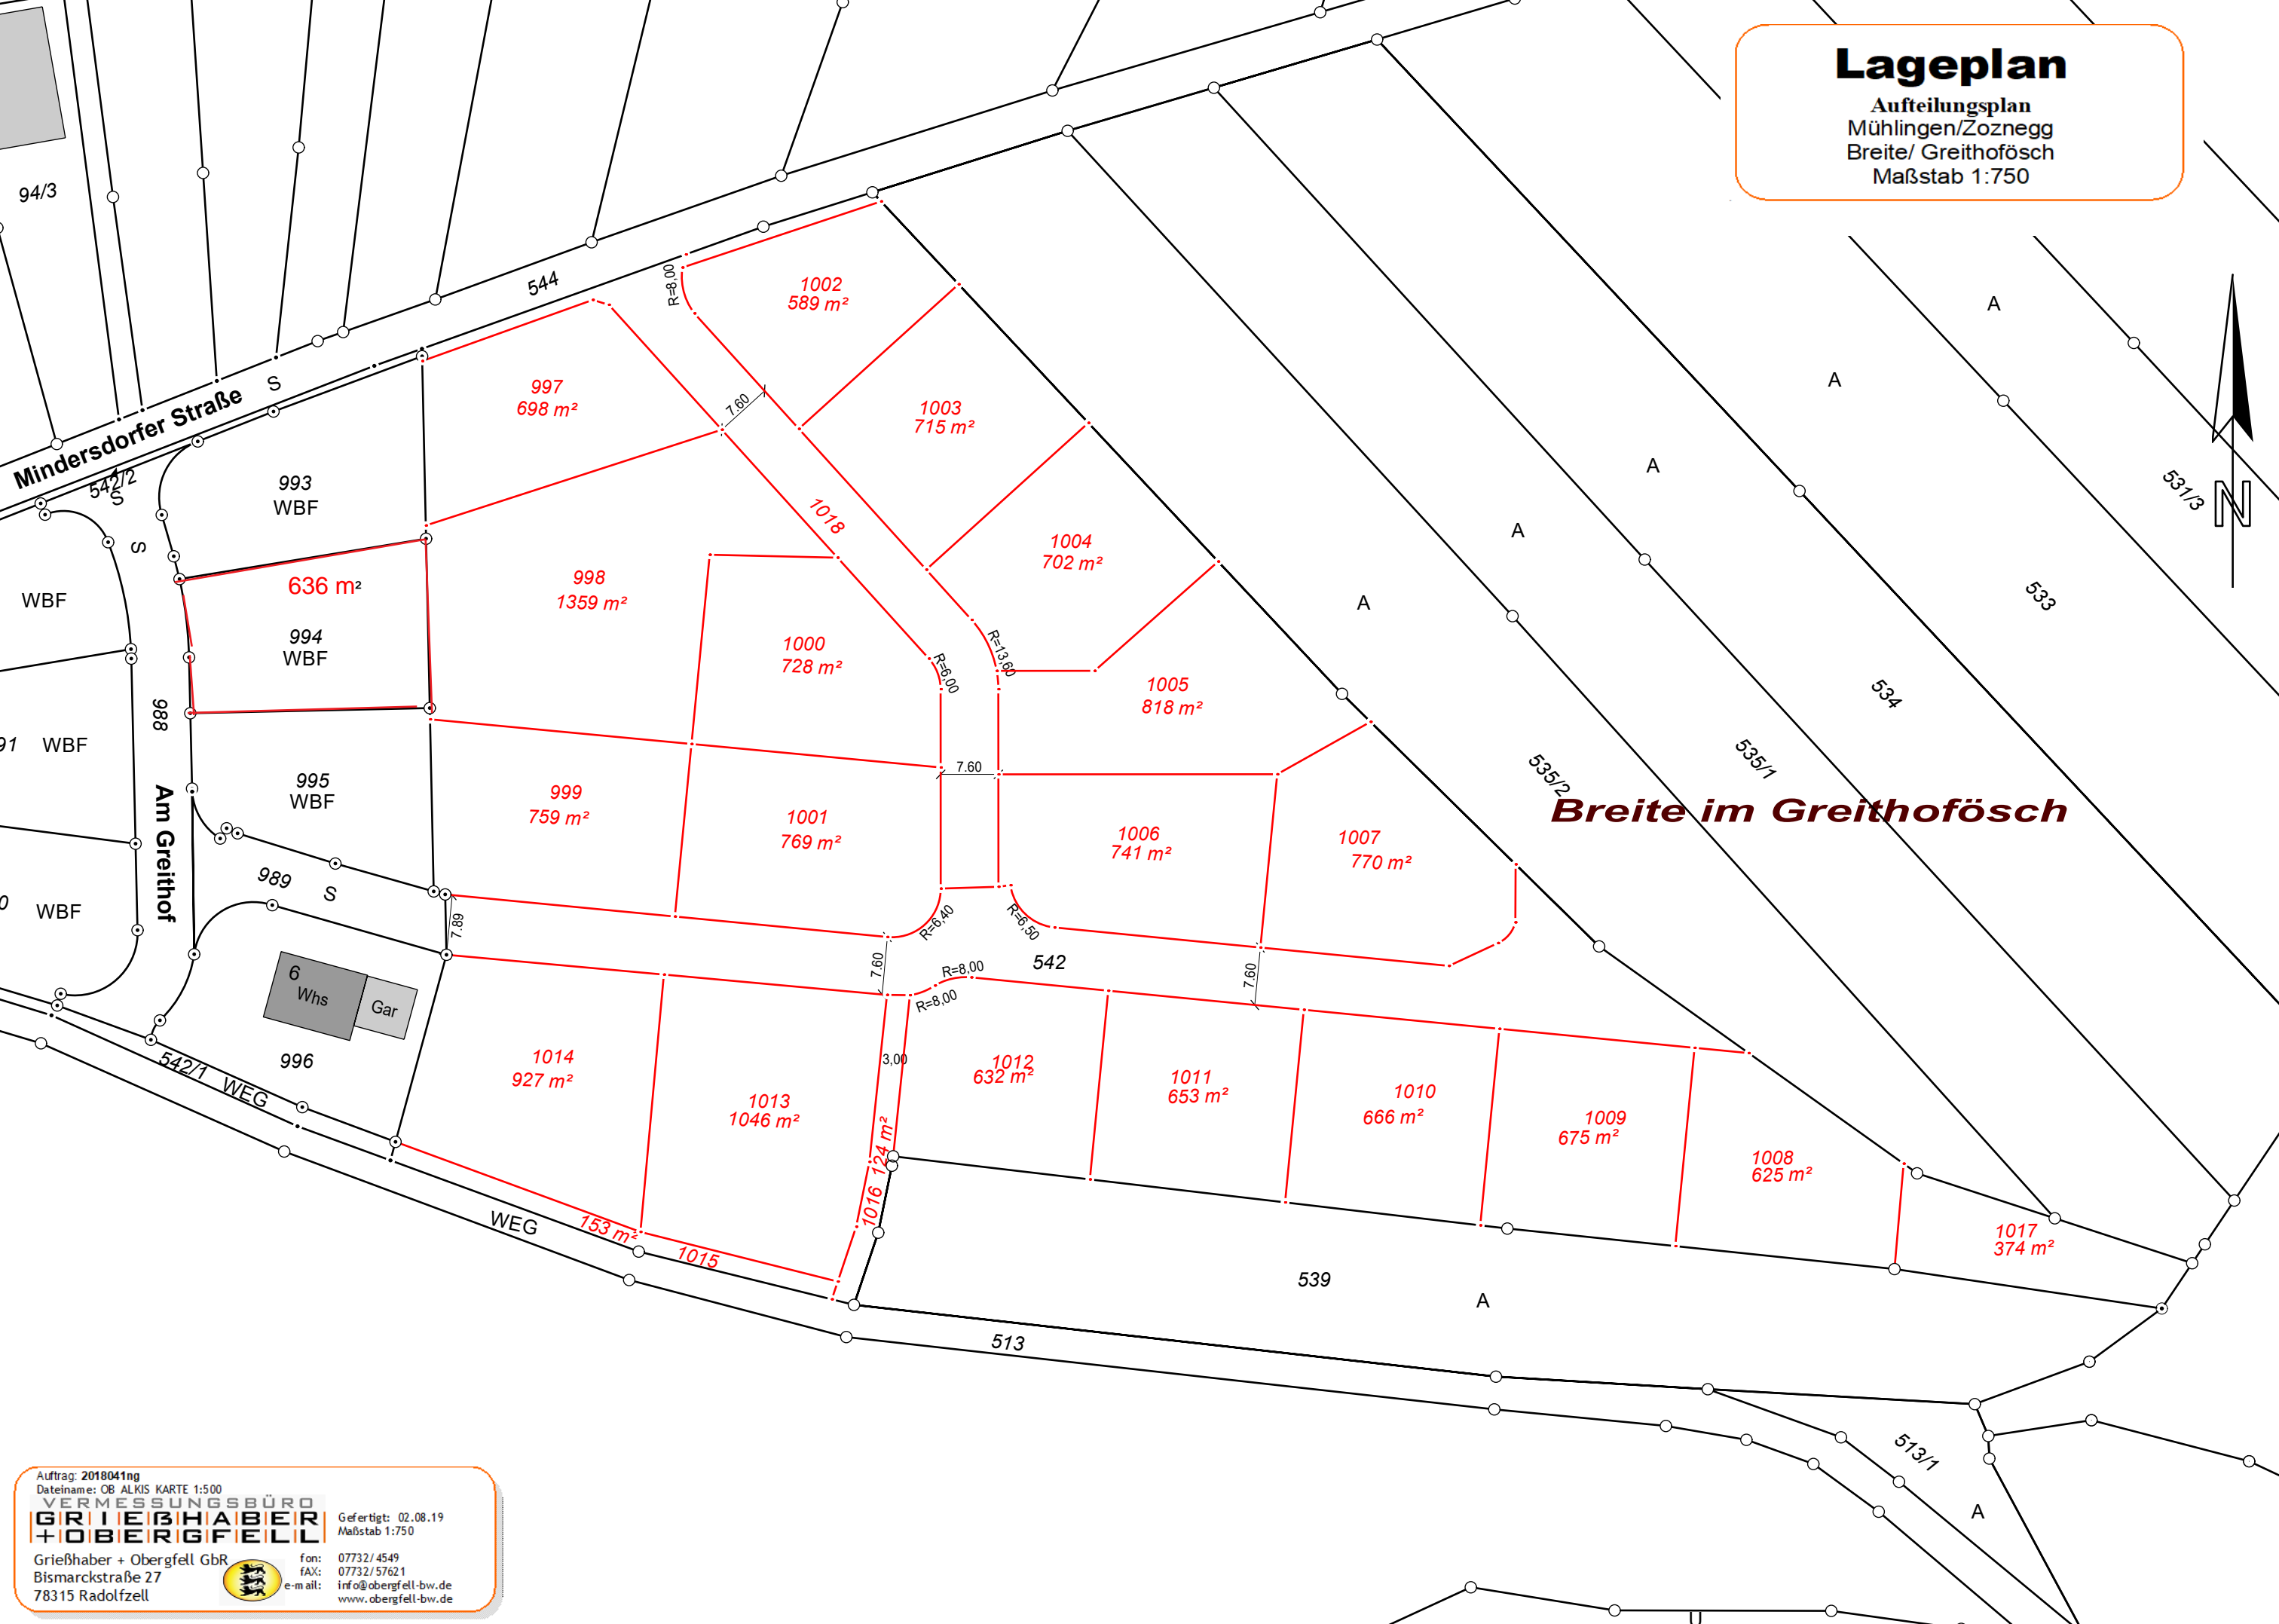 Lageplan
Aufteilungsplan
Mühlingen/Zoznegg
Breite/ Greithofösch
Maßstab 1:750
94/3
544
R=8,00
1002
589 m²
A
A
997
698 m²
7.60
1003
715 m²
S
Mindersdorfer Straße
542/2
S
993
WBF
A
531/3
N
1018
S
A
1004
702 m²
636 m²
998
1359 m²
WBF
A
533
994
WBF
1000
728 m²
R=6,00
R=13,60
1005
818 m²
534
988
91
WBF
535/1
535/2
7.60
995
WBF
Am Greithof
999
759 m²
1001
769 m²
1006
741 m²
1007
770 m²
Breite im Greithofösch
989
S
0
WBF
7.89
R=6,40
R=6,50
7.60
542
R=8,00
R=8,00
7.60
6
Whs
Gar
996
542/1
WEG
1014
927 m²
1013
1046 m²
3,00
1012
632 m²
1011
653 m²
1010
666 m²
1009
675 m²
1008
625 m²
1016 124 m²
WEG
153 m²
1015
1017
374 m²
539
A
513
513/1
A
Auftrag: 2018041ng
Dateiname: OB ALKIS KARTE 1:500
VERMESSUNGSBÜRO
GRIEßHABER
+OBERGFELL
Gefertigt: 02.08.19
Maßstab 1:750
Grießhaber + Obergfell GbR
Bismarckstraße 27
78315 Radolfzell
fon: 07732/4549
fAX: 07732/57621
e-mail: info@obergfell-bw.de
www.obergfell-bw.de